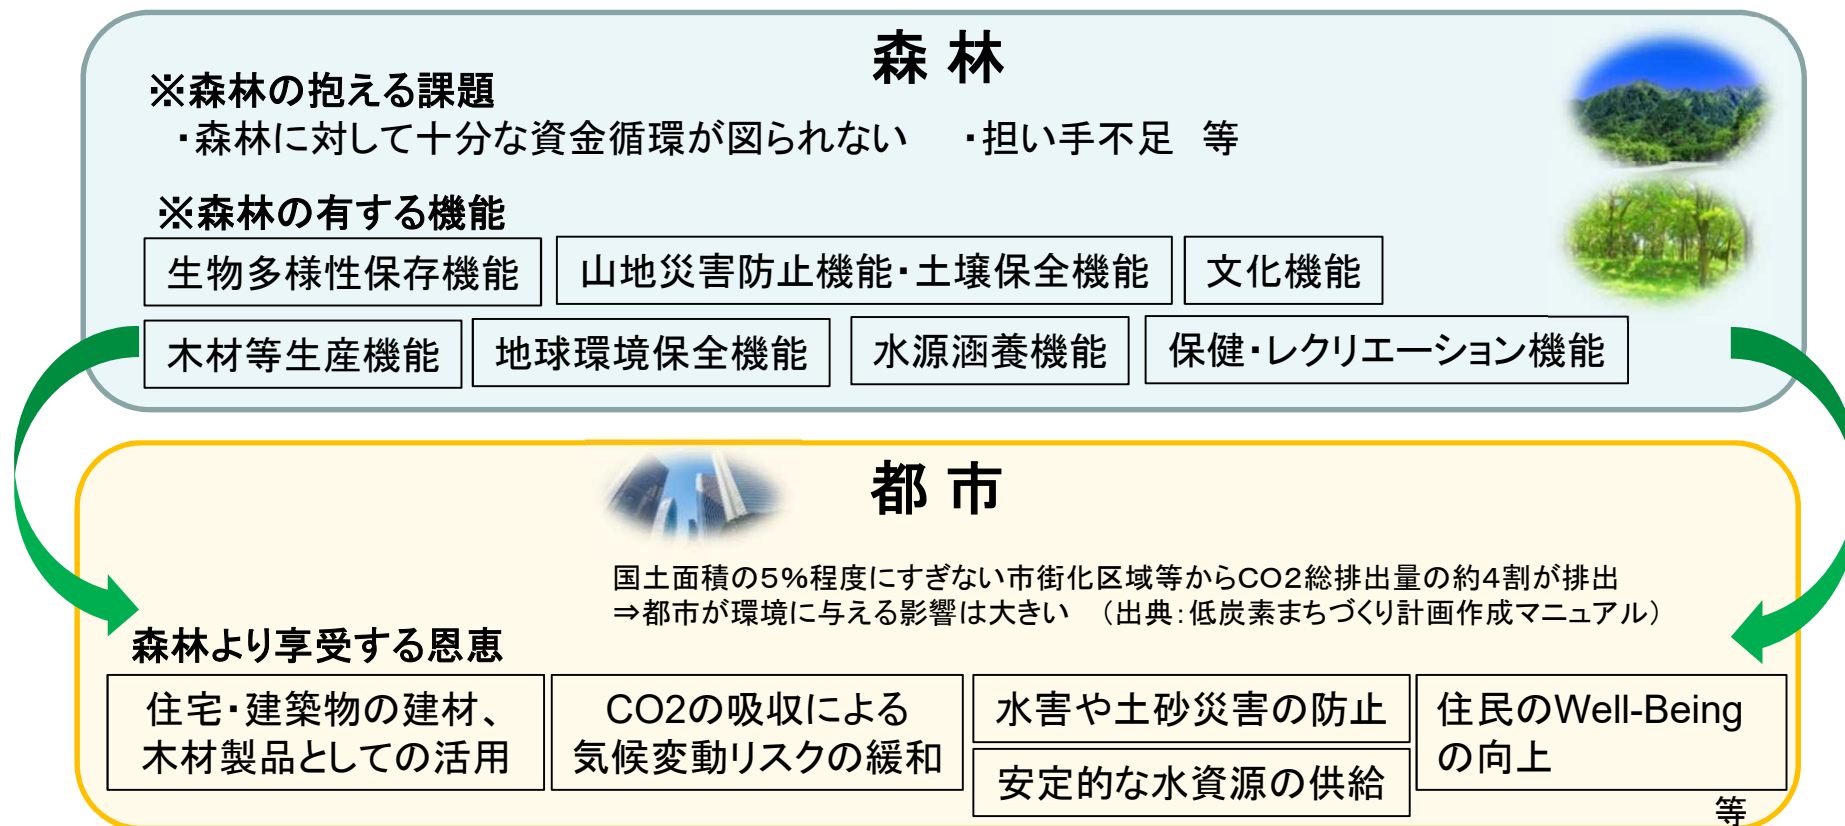 森 林
※森林の抱える課題
・森林に対して十分な資金循環が図られない　・担い手不足　等
※森林の有する機能
生物多様性保存機能
山地災害防止機能・土壌保全機能
文化機能
木材等生産機能
地球環境保全機能
水源涵養機能
保健・レクリエーション機能
都 市
国土面積の5%程度にすぎない市街化区域等からCO2総排出量の約4割が排出
⇒都市が環境に与える影響は大きい　（出典：低炭素まちづくり計画作成マニュアル）
森林より享受する恩恵
住宅・建築物の建材、
木材製品としての活用
CO2の吸収による
気候変動リスクの緩和
水害や土砂災害の防止
安定的な水資源の供給
住民のWell-Being
の向上
等